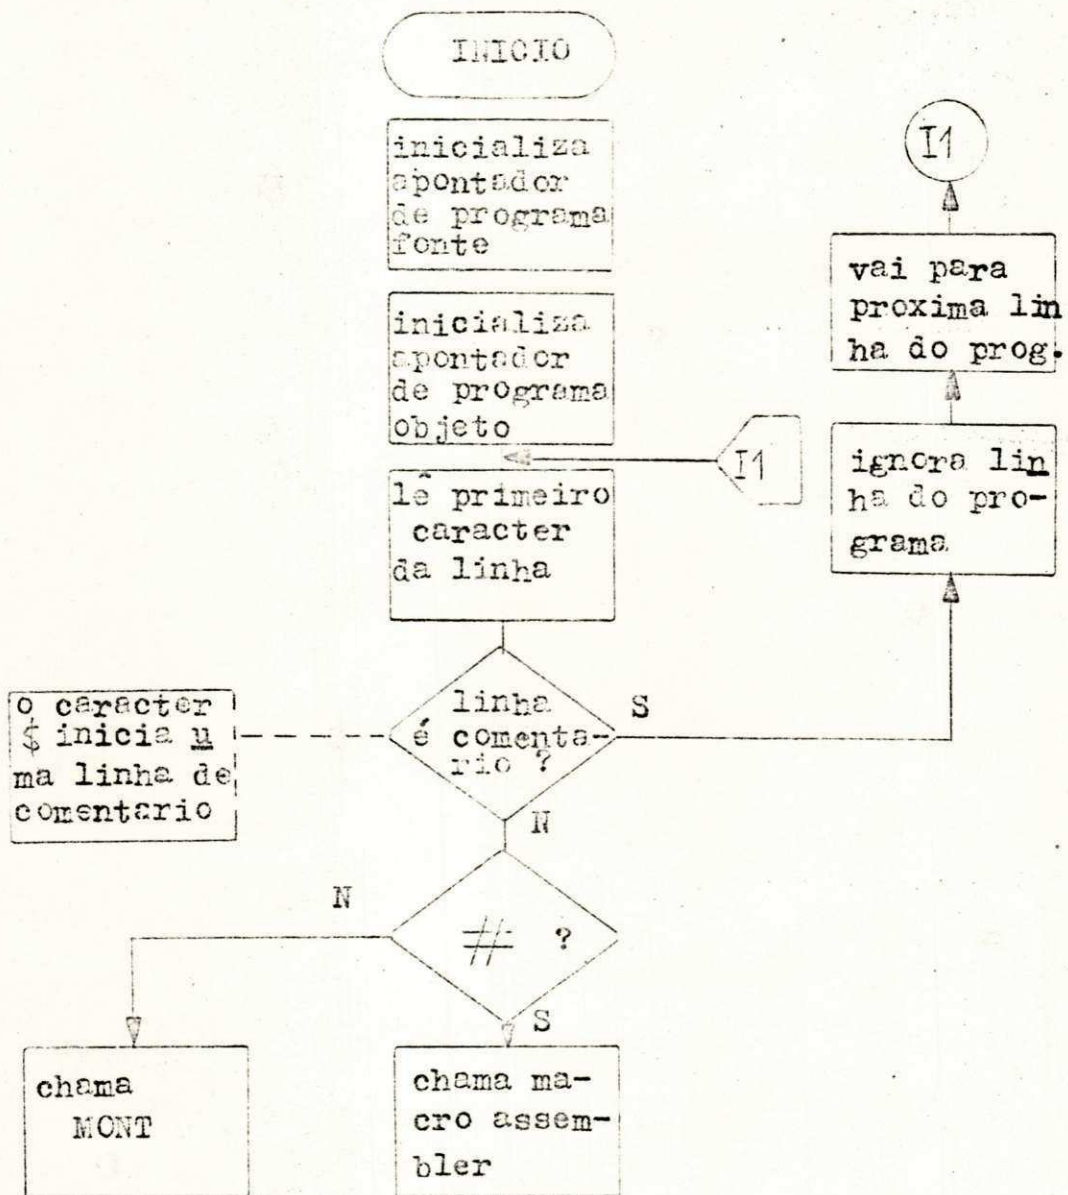 INICIO
inicializa
apontador
de programa
fonte
inicializa
apontador
de programa
objeto
I1
lê primeiro
caracter
da linha
linha
é comenta-
rio ?
S
o caracter
$ inicia u
ma linha de
comentario
N
# ?
N
S
chama
MONT
chama ma-
cro assem-
bler
ignora lin
ha do pro-
grama
vai para
proxima lin
ha do prog.
I1